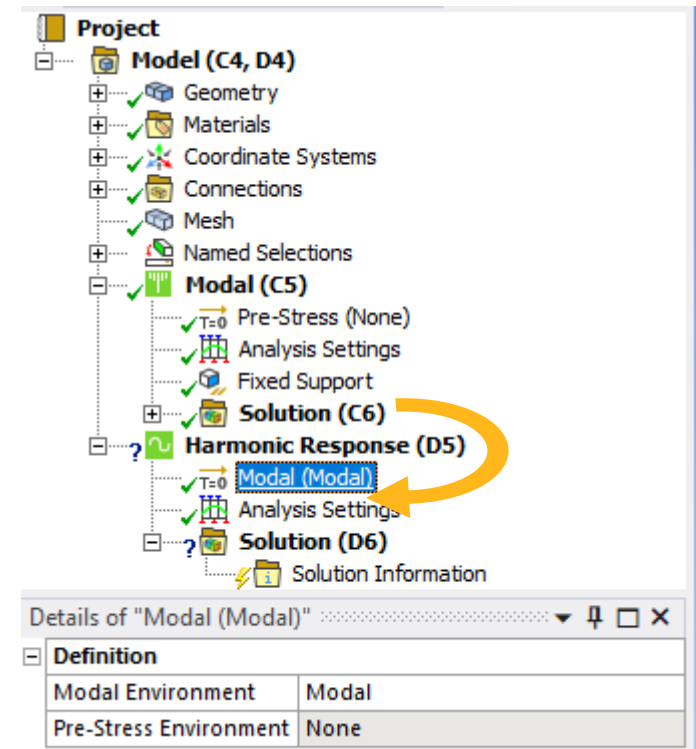 Project
Model (C4, D4)
Geometry
Materials
Coordinate Systems
Connections
Mesh
Named Selections
Modal (C5)
T=0 Pre-Stress (None)
Analysis Settings
Fixed Support
Solution (C6)
? Harmonic Response (D5)
T=0 Modal (Modal)
Analysis Settings
? Solution (D6)
i Solution Information
Details of "Modal (Modal)"
Definition
Modal Environment Modal
Pre-Stress Environment None